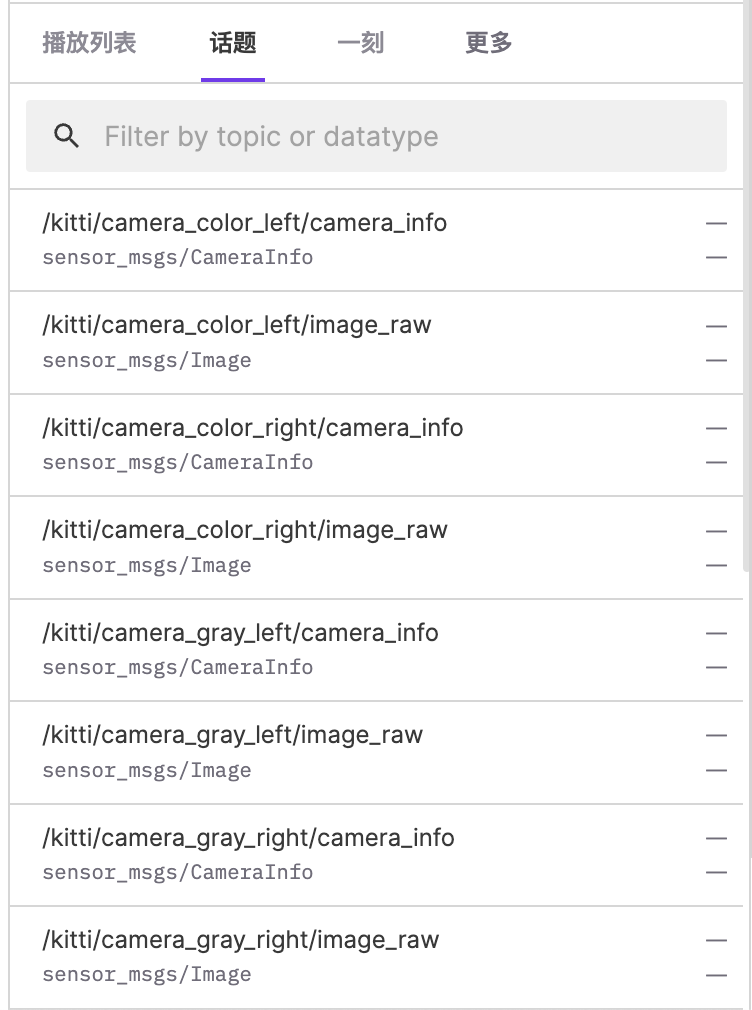 播放列表 话题 一刻 更多
Filter by topic or datatype
/kitti/camera_color_left/camera_info —
sensor_msgs/CameraInfo —
/kitti/camera_color_left/image_raw —
sensor_msgs/Image —
/kitti/camera_color_right/camera_info —
sensor_msgs/CameraInfo —
/kitti/camera_color_right/image_raw —
sensor_msgs/Image —
/kitti/camera_gray_left/camera_info —
sensor_msgs/CameraInfo —
/kitti/camera_gray_left/image_raw —
sensor_msgs/Image —
/kitti/camera_gray_right/camera_info —
sensor_msgs/CameraInfo —
/kitti/camera_gray_right/image_raw —
sensor_msgs/Image —